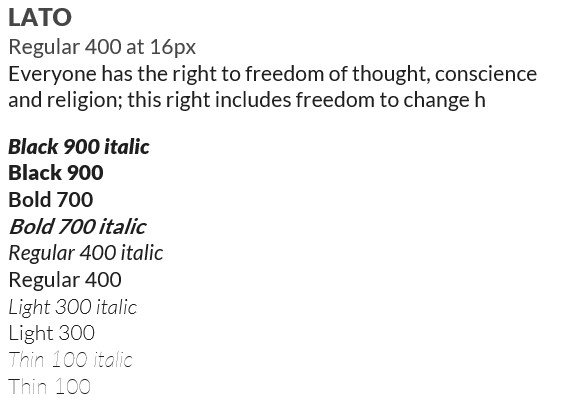 LATO
Regular 400 at 16px
Everyone has the right to freedom of thought, conscience
and religion; this right includes freedom to change h
Black 900 italic
Black 900
Bold 700
Bold 700 italic
Regular 400 italic
Regular 400
Light 300 italic
Light 300
Thin 100 italic
Thin 100